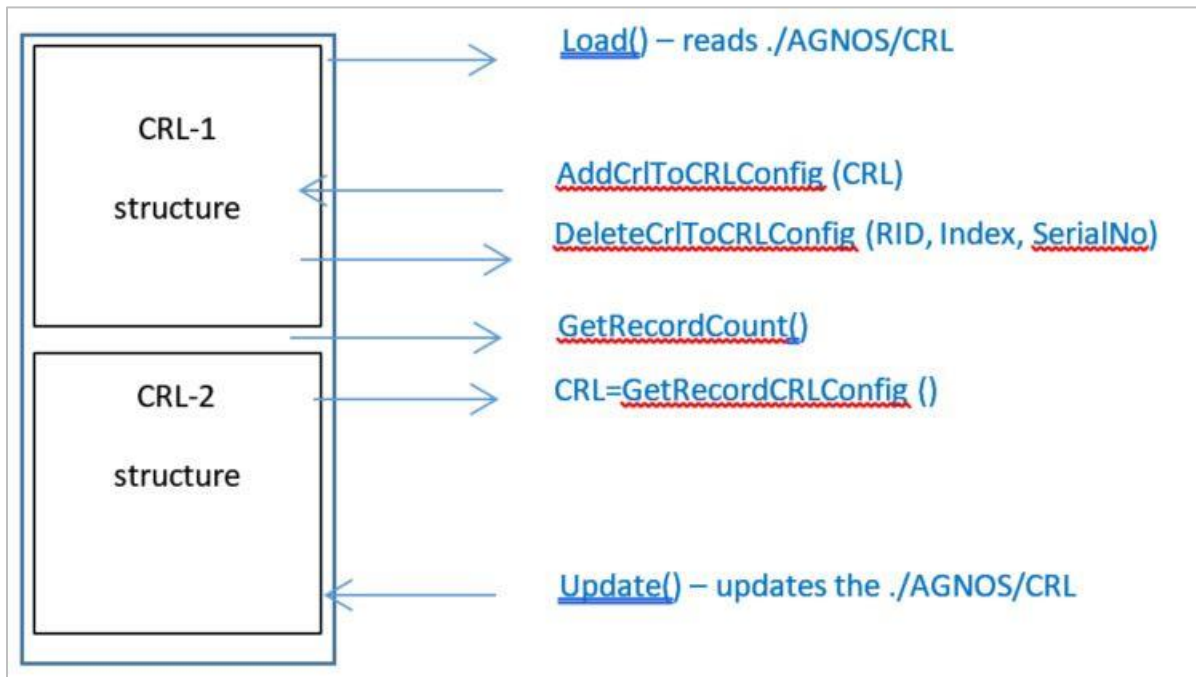 Load() – reads ./AGNOS/CRL
CRL-1
structure
AddCrlToCRLConfig (CRL)
DeleteCrlToCRLConfig (RID, Index, SerialNo)
GetRecordCount()
CRL-2
structure
CRL=GetRecordCRLConfig ()
Update() – updates the ./AGNOS/CRL